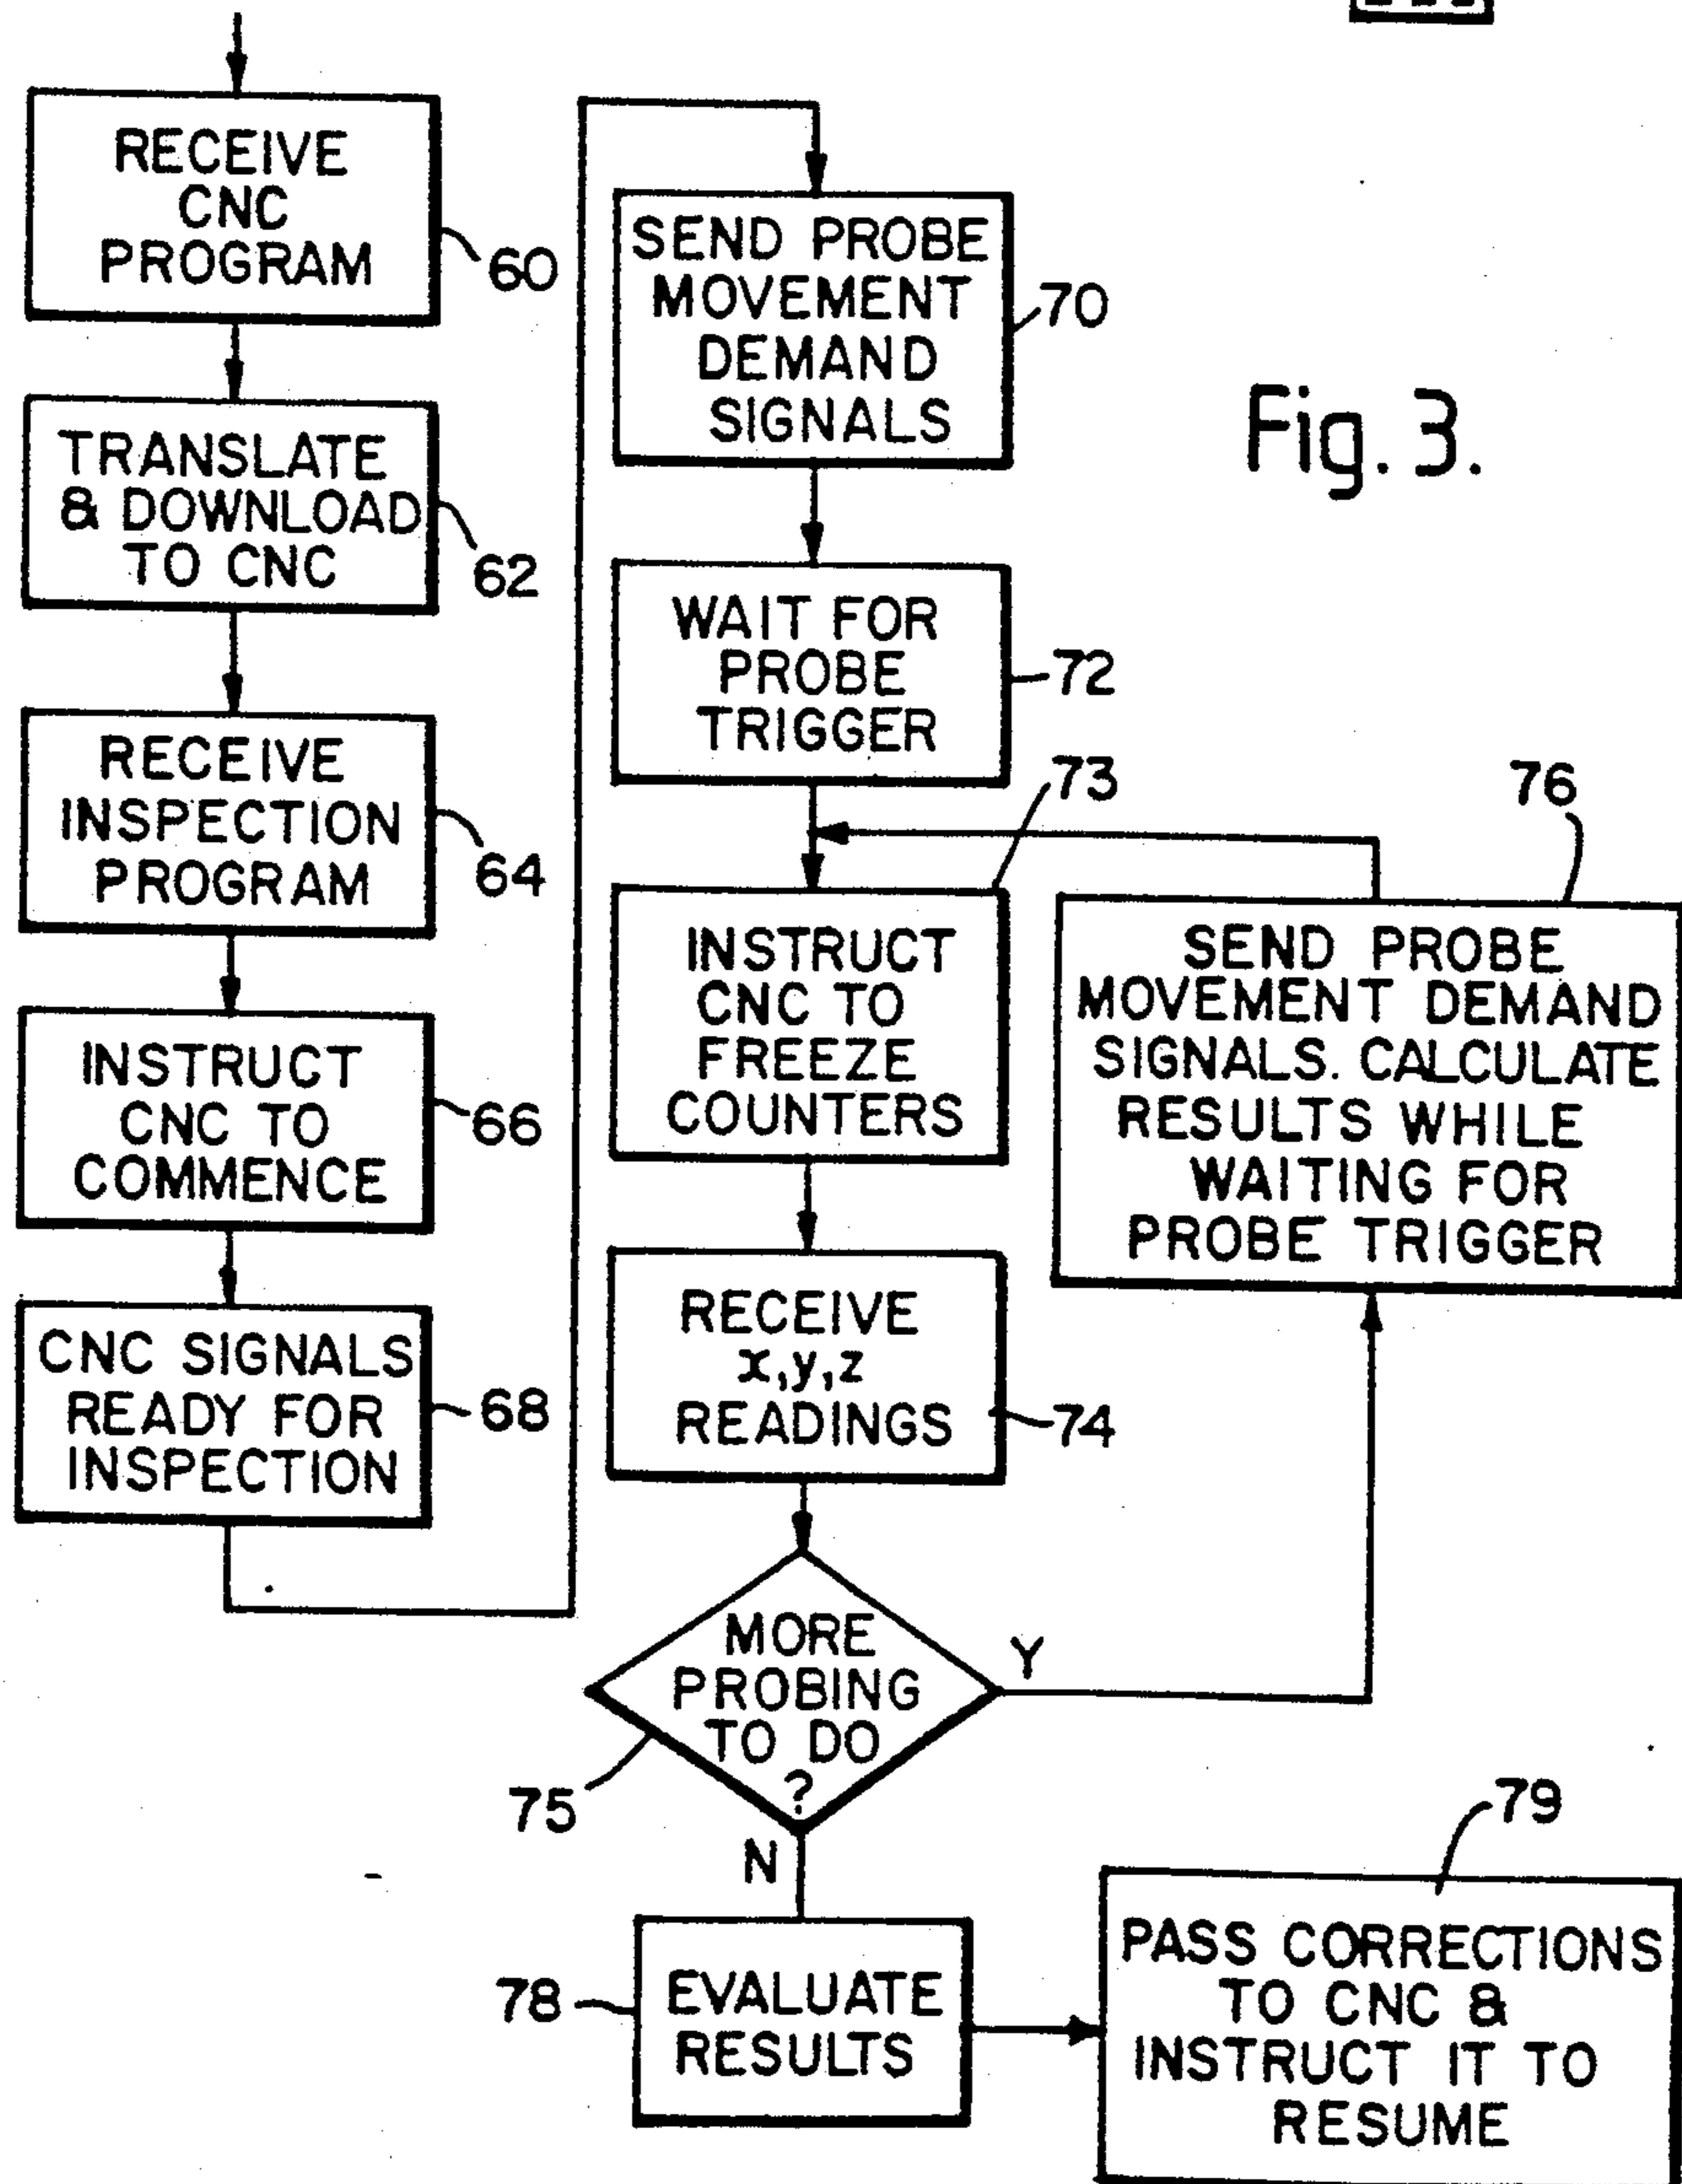 RECEIVE
CNC
PROGRAM
60
TRANSLATE
& DOWNLOAD
TO CNC
62
RECEIVE
INSPECTION
PROGRAM
64
INSTRUCT
CNC TO
COMMENCE
66
CNC SIGNALS
READY FOR
INSPECTION
68
SEND PROBE
MOVEMENT
DEMAND
SIGNALS
70
Fig. 3.
WAIT FOR
PROBE
TRIGGER
72
73
INSTRUCT
CNC TO
FREEZE
COUNTERS
76
SEND PROBE
MOVEMENT DEMAND
SIGNALS. CALCULATE
RESULTS WHILE
WAITING FOR
PROBE TRIGGER
RECEIVE
x,y,z
READINGS
74
MORE
PROBING
TO DO
?
75
Y
N
78
EVALUATE
RESULTS
79
PASS CORRECTIONS
TO CNC &
INSTRUCT IT TO
RESUME